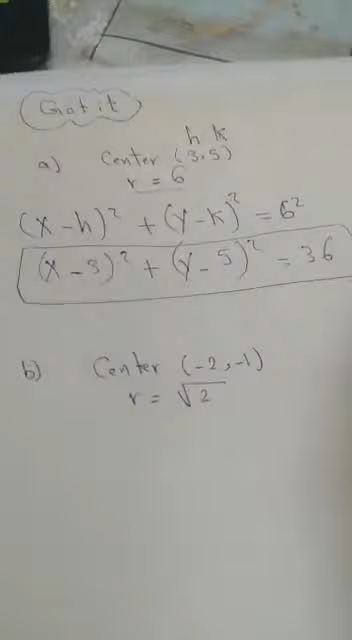 Got it
h k
a) Center (3,5)
r = 6
(x-h)² + (y-k)² = 6²
(x-3)² + (y-5)² = 36
b) Center (-2,-1)
r = √2